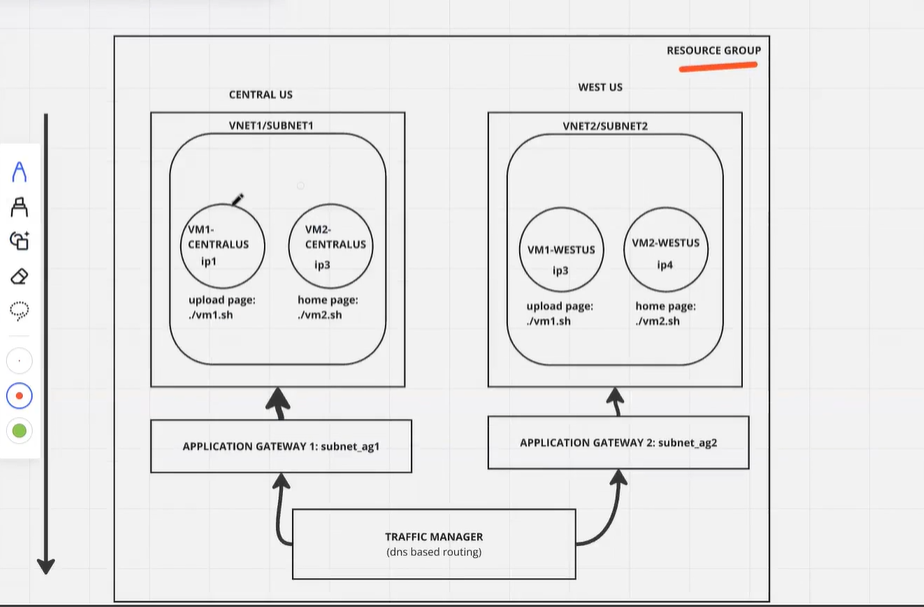 RESOURCE GROUP
CENTRAL US
WEST US
VNET1/SUBNET1
VNET2/SUBNET2
VM1-
CENTRALUS
ip1
VM2-
CENTRALUS
ip3
VM1-WESTUS
ip3
VM2-WESTUS
ip4
upload page:
./vm1.sh
home page:
./vm2.sh
upload page:
./vm1.sh
home page:
./vm2.sh
APPLICATION GATEWAY 1: subnet_ag1
APPLICATION GATEWAY 2: subnet_ag2
TRAFFIC MANAGER
(dns based routing)